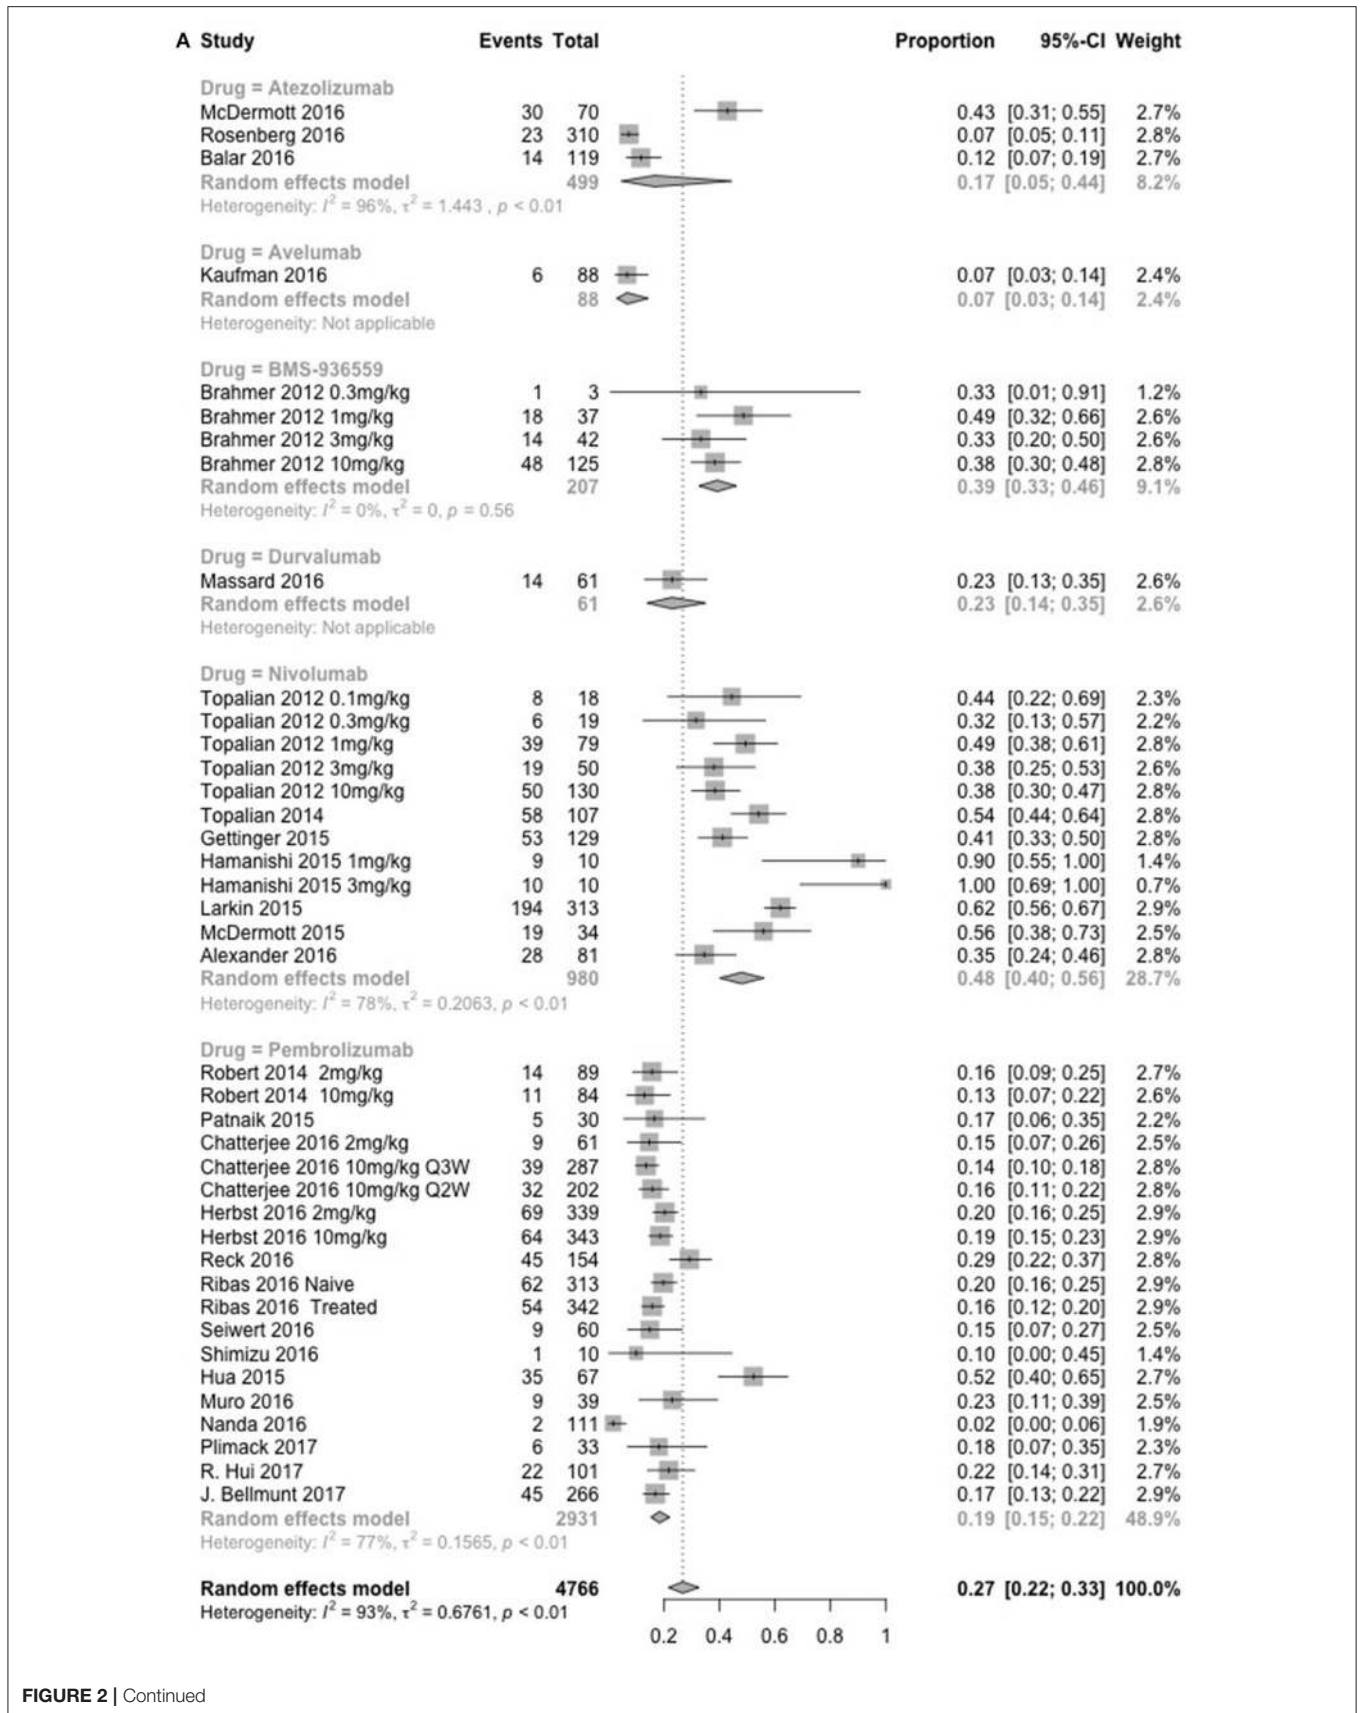 A Study Events Total Proportion 95%-CI Weight
Drug = Atezolizumab
McDermott 2016 30 70 0.43 [0.31; 0.55] 2.7%
Rosenberg 2016 23 310 0.07 [0.05; 0.11] 2.8%
Balar 2016 14 119 0.12 [0.07; 0.19] 2.7%
Random effects model 499 0.17 [0.05; 0.44] 8.2%
Heterogeneity: I² = 96%, τ² = 1.443 , p < 0.01
Drug = Avelumab
Kaufman 2016 6 88 0.07 [0.03; 0.14] 2.4%
Random effects model 88 0.07 [0.03; 0.14] 2.4%
Heterogeneity: Not applicable
Drug = BMS-936559
Brahmer 2012 0.3mg/kg 1 3 0.33 [0.01; 0.91] 1.2%
Brahmer 2012 1mg/kg 18 37 0.49 [0.32; 0.66] 2.6%
Brahmer 2012 3mg/kg 14 42 0.33 [0.20; 0.50] 2.6%
Brahmer 2012 10mg/kg 48 125 0.38 [0.30; 0.48] 2.8%
Random effects model 207 0.39 [0.33; 0.46] 9.1%
Heterogeneity: I² = 0%, τ² = 0, p = 0.56
Drug = Durvalumab
Massard 2016 14 61 0.23 [0.13; 0.35] 2.6%
Random effects model 61 0.23 [0.14; 0.35] 2.6%
Heterogeneity: Not applicable
Drug = Nivolumab
Topalian 2012 0.1mg/kg 8 18 0.44 [0.22; 0.69] 2.3%
Topalian 2012 0.3mg/kg 6 19 0.32 [0.13; 0.57] 2.2%
Topalian 2012 1mg/kg 39 79 0.49 [0.38; 0.61] 2.8%
Topalian 2012 3mg/kg 19 50 0.38 [0.25; 0.53] 2.6%
Topalian 2012 10mg/kg 50 130 0.38 [0.30; 0.47] 2.8%
Topalian 2014 58 107 0.54 [0.44; 0.64] 2.8%
Gettinger 2015 53 129 0.41 [0.33; 0.50] 2.8%
Hamanishi 2015 1mg/kg 9 10 0.90 [0.55; 1.00] 1.4%
Hamanishi 2015 3mg/kg 10 10 1.00 [0.69; 1.00] 0.7%
Larkin 2015 194 313 0.62 [0.56; 0.67] 2.9%
McDermott 2015 19 34 0.56 [0.38; 0.73] 2.5%
Alexander 2016 28 81 0.35 [0.24; 0.46] 2.8%
Random effects model 980 0.48 [0.40; 0.56] 28.7%
Heterogeneity: I² = 78%, τ² = 0.2063, p < 0.01
Drug = Pembrolizumab
Robert 2014 2mg/kg 14 89 0.16 [0.09; 0.25] 2.7%
Robert 2014 10mg/kg 11 84 0.13 [0.07; 0.22] 2.6%
Patnaik 2015 5 30 0.17 [0.06; 0.35] 2.2%
Chatterjee 2016 2mg/kg 9 61 0.15 [0.07; 0.26] 2.5%
Chatterjee 2016 10mg/kg Q3W 39 287 0.14 [0.10; 0.18] 2.8%
Chatterjee 2016 10mg/kg Q2W 32 202 0.16 [0.11; 0.22] 2.8%
Herbst 2016 2mg/kg 69 339 0.20 [0.16; 0.25] 2.9%
Herbst 2016 10mg/kg 64 343 0.19 [0.15; 0.23] 2.9%
Reck 2016 45 154 0.29 [0.22; 0.37] 2.8%
Ribas 2016 Naive 62 313 0.20 [0.16; 0.25] 2.9%
Ribas 2016 Treated 54 342 0.16 [0.12; 0.20] 2.9%
Seiwert 2016 9 60 0.15 [0.07; 0.27] 2.5%
Shimizu 2016 1 10 0.10 [0.00; 0.45] 1.4%
Hua 2015 35 67 0.52 [0.40; 0.65] 2.7%
Muro 2016 9 39 0.23 [0.11; 0.39] 2.5%
Nanda 2016 2 111 0.02 [0.00; 0.06] 1.9%
Plimack 2017 6 33 0.18 [0.07; 0.35] 2.3%
R. Hui 2017 22 101 0.22 [0.14; 0.31] 2.7%
J. Bellmunt 2017 45 266 0.17 [0.13; 0.22] 2.9%
Random effects model 2931 0.19 [0.15; 0.22] 48.9%
Heterogeneity: I² = 77%, τ² = 0.1565, p < 0.01
Random effects model 4766 0.27 [0.22; 0.33] 100.0%
Heterogeneity: I² = 93%, τ² = 0.6761, p < 0.01
0.2 0.4 0.6 0.8 1
FIGURE 2 | Continued